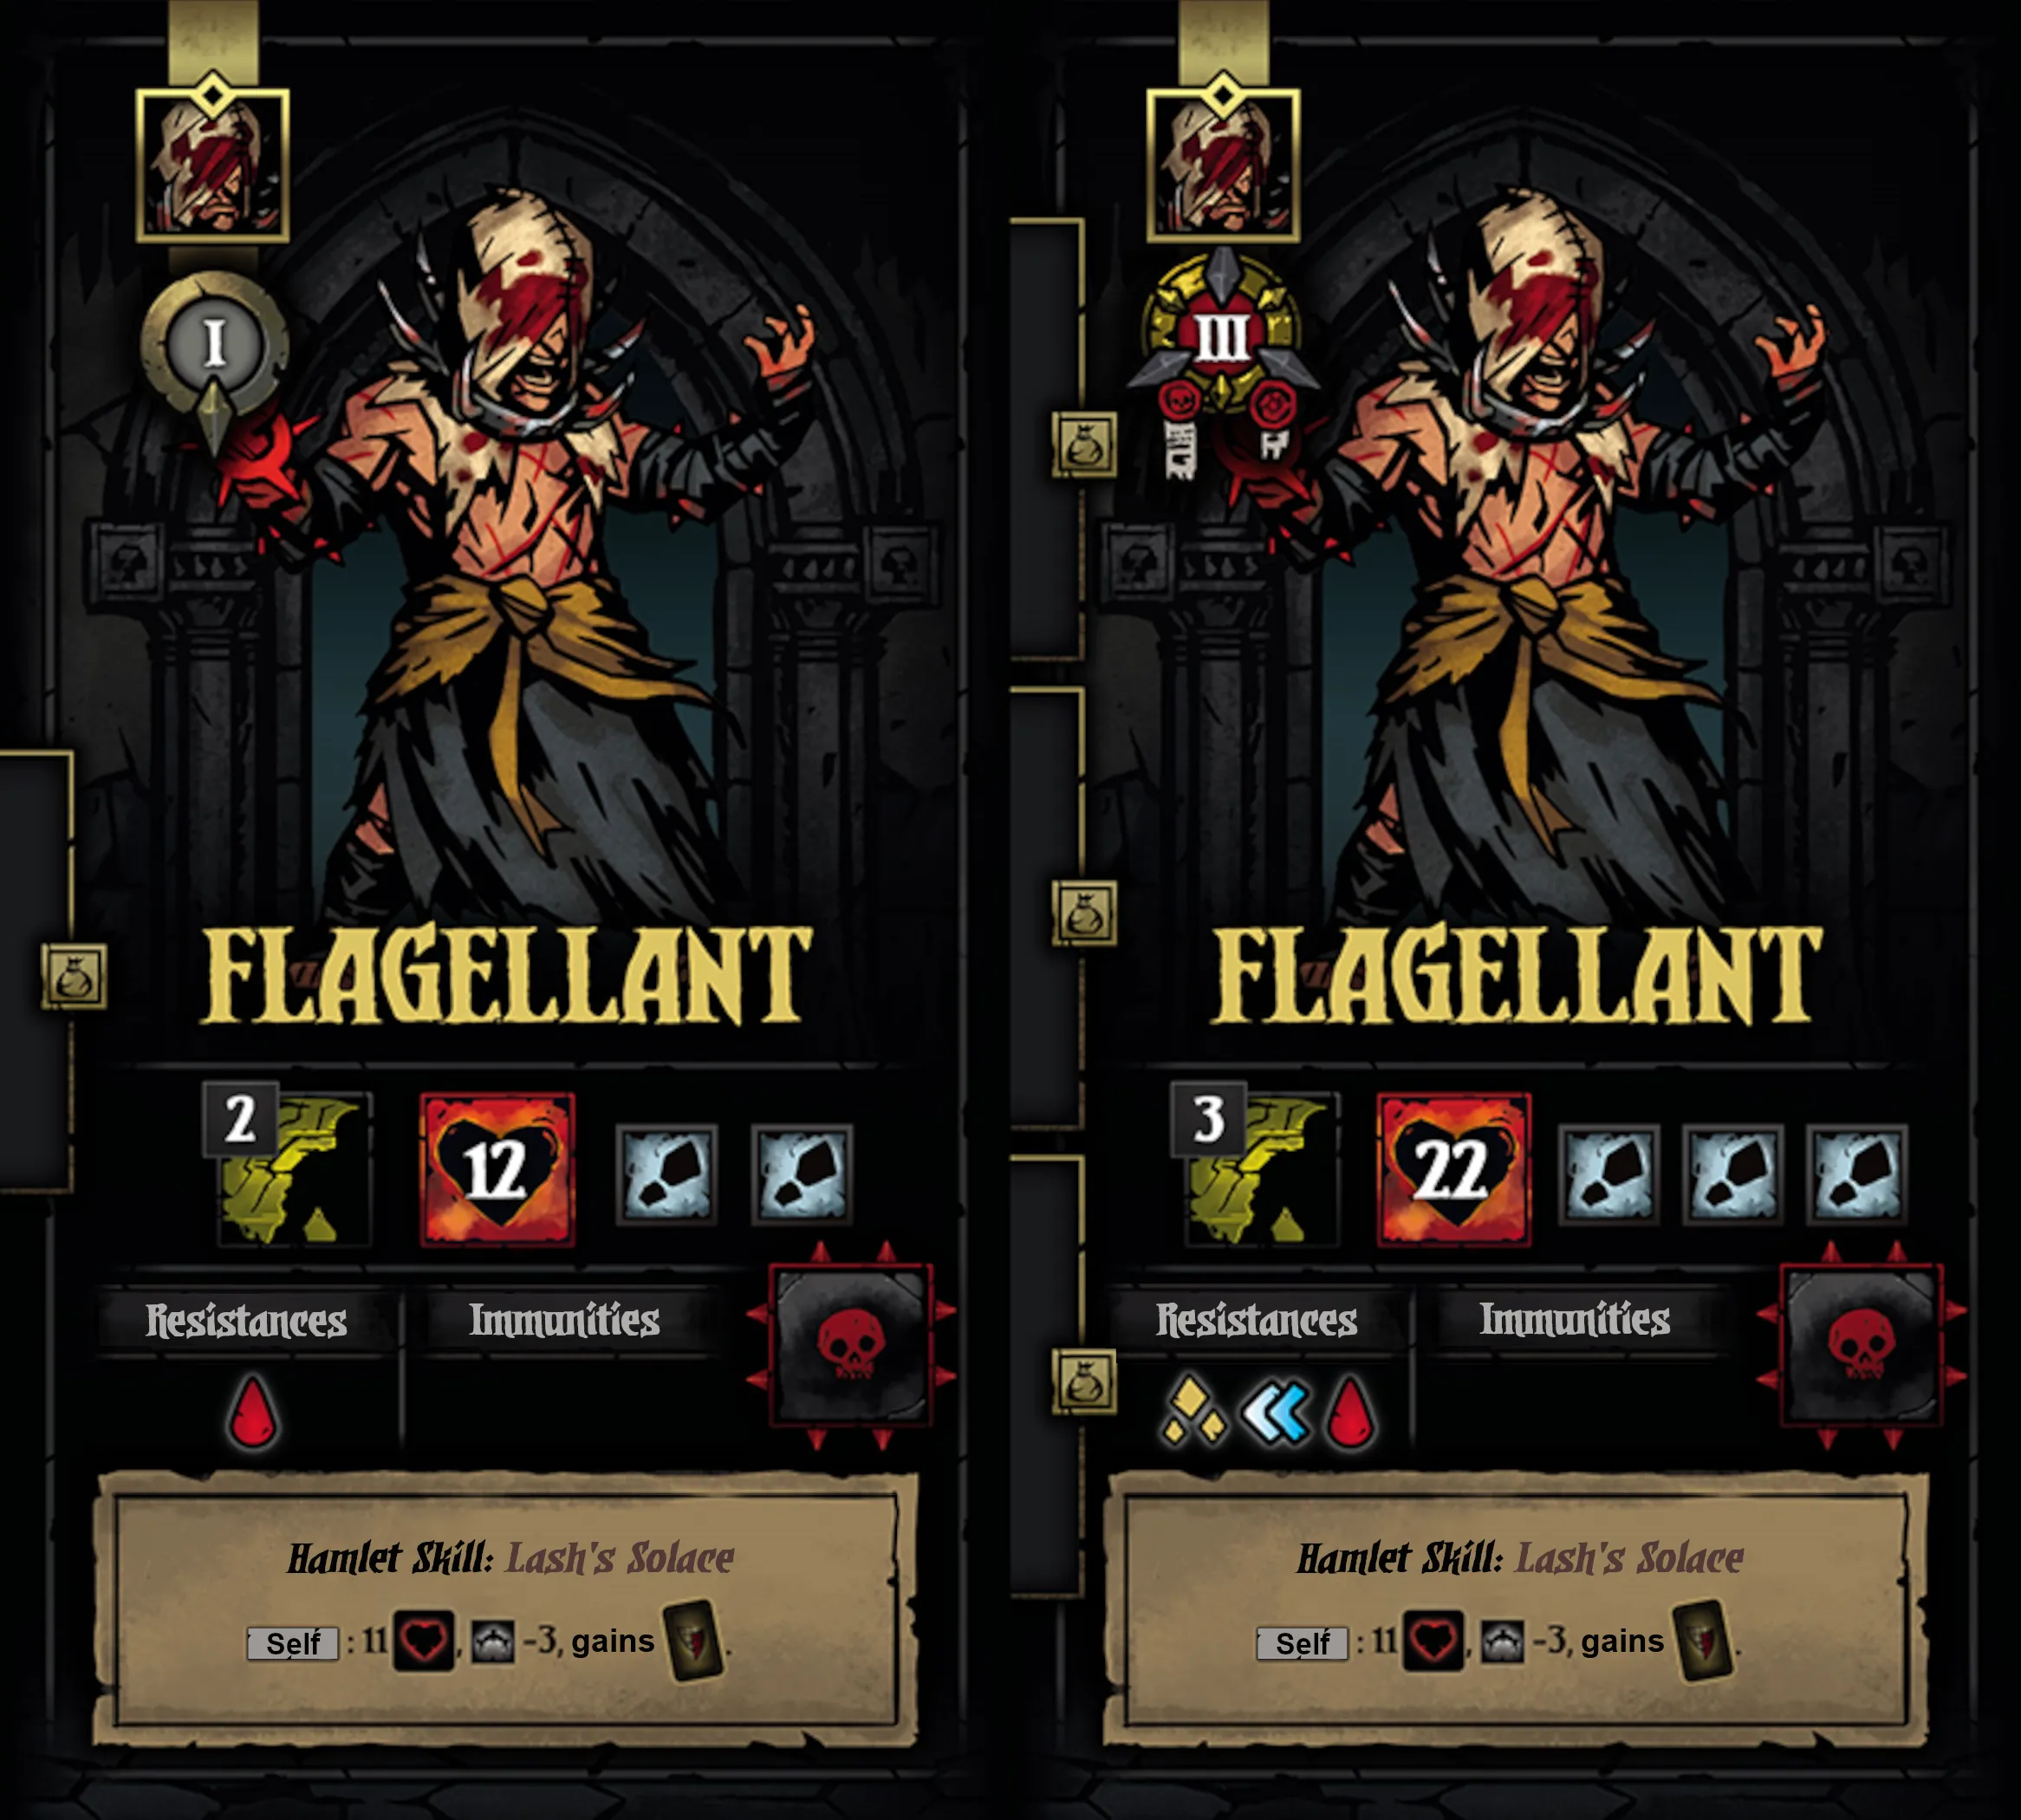 I
FLAGELLANT
2
12
Resistances
Immunities
Hamlet Skill: Lash's Solace
Self : 11 , -3, gains .
III
FLAGELLANT
3
22
Resistances
Immunities
Hamlet Skill: Lash's Solace
Self : 11 , -3, gains .